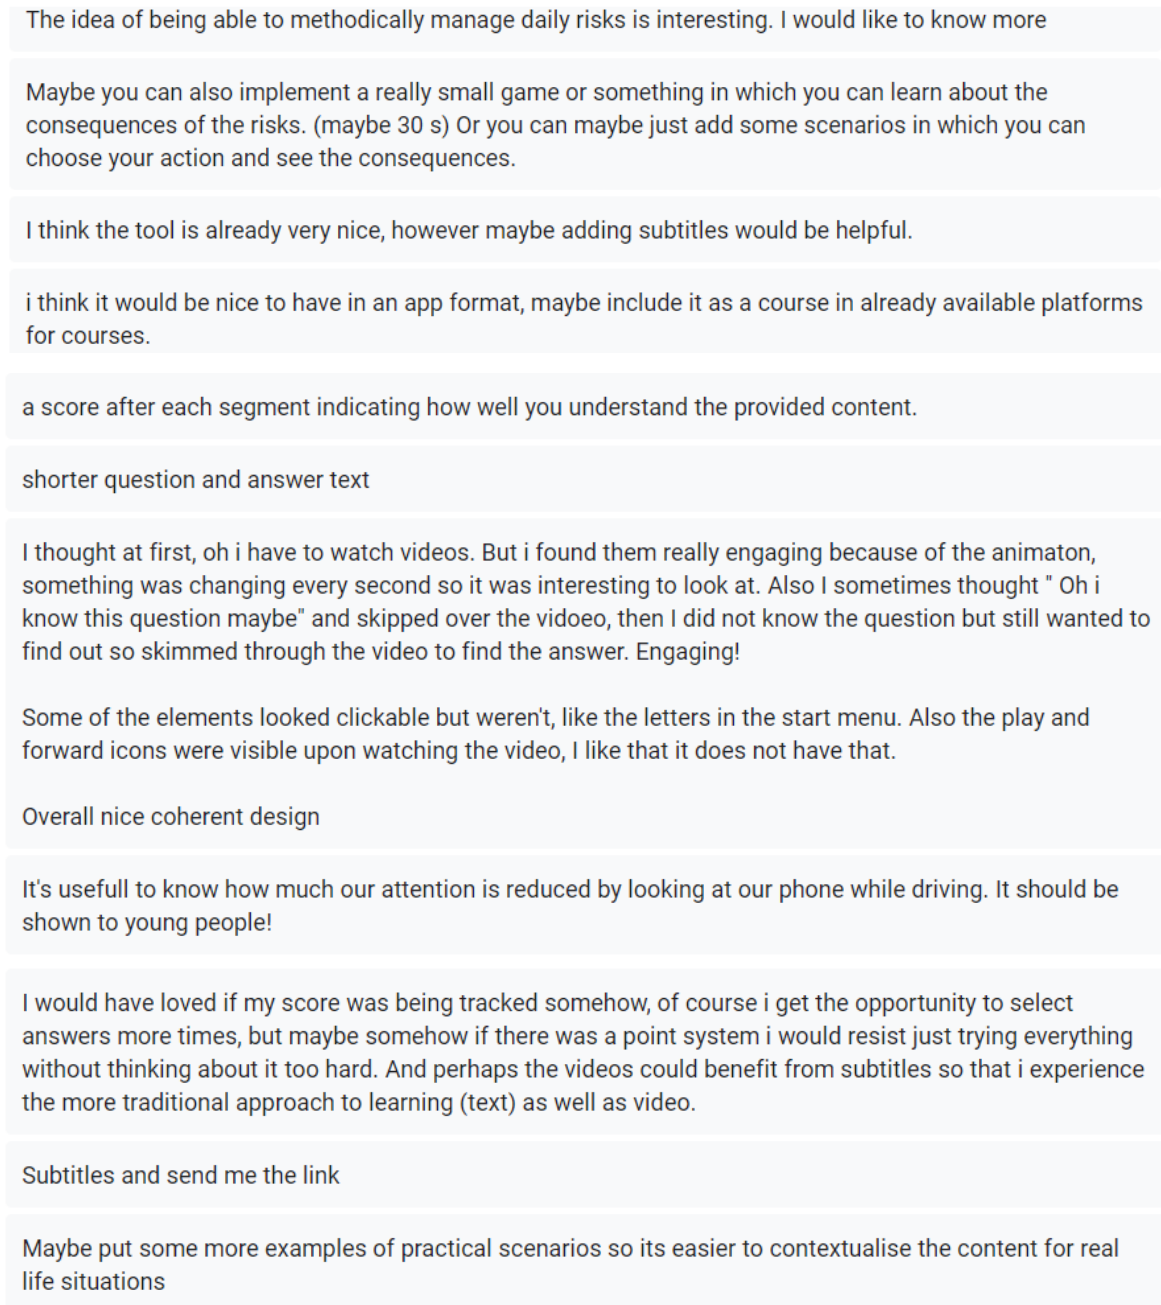 The idea of being able to methodically manage daily risks is interesting. I would like to know more
Maybe you can also implement a really small game or something in which you can learn about the
consequences of the risks. (maybe 30 s) Or you can maybe just add some scenarios in which you can
choose your action and see the consequences.
I think the tool is already very nice, however maybe adding subtitles would be helpful.
i think it would be nice to have in an app format, maybe include it as a course in already available platforms
for courses.
a score after each segment indicating how well you understand the provided content.
shorter question and answer text
I thought at first, oh i have to watch videos. But i found them really engaging because of the animaton,
something was changing every second so it was interesting to look at. Also I sometimes thought " Oh i
know this question maybe" and skipped over the vidoeo, then I did not know the question but still wanted to
find out so skimmed through the video to find the answer. Engaging!
Some of the elements looked clickable but weren't, like the letters in the start menu. Also the play and
forward icons were visible upon watching the video, I like that it does not have that.
Overall nice coherent design
It's usefull to know how much our attention is reduced by looking at our phone while driving. It should be
shown to young people!
I would have loved if my score was being tracked somehow, of course i get the opportunity to select
answers more times, but maybe somehow if there was a point system i would resist just trying everything
without thinking about it too hard. And perhaps the videos could benefit from subtitles so that i experience
the more traditional approach to learning (text) as well as video.
Subtitles and send me the link
Maybe put some more examples of practical scenarios so its easier to contextualise the content for real
life situations